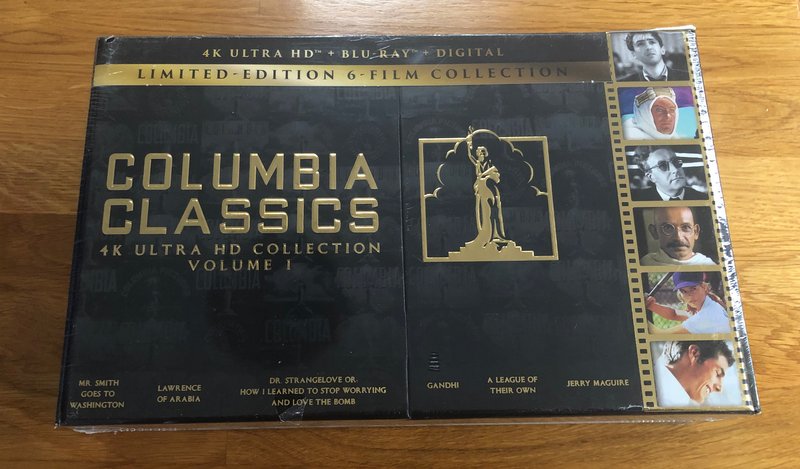 4K ULTRA HD™ + BLU-RAY™ + DIGITAL
LIMITED-EDITION 6-FILM COLLECTION
COLUMBIA
CLASSICS
4K ULTRA HD COLLECTION
VOLUME I
MR. SMITH
GOES TO
WASHINGTON
LAWRENCE
OF ARABIA
DR. STRANGELOVE OR:
HOW I LEARNED TO STOP WORRYING
AND LOVE THE BOMB
GANDHI
A LEAGUE OF
THEIR OWN
JERRY MAGUIRE